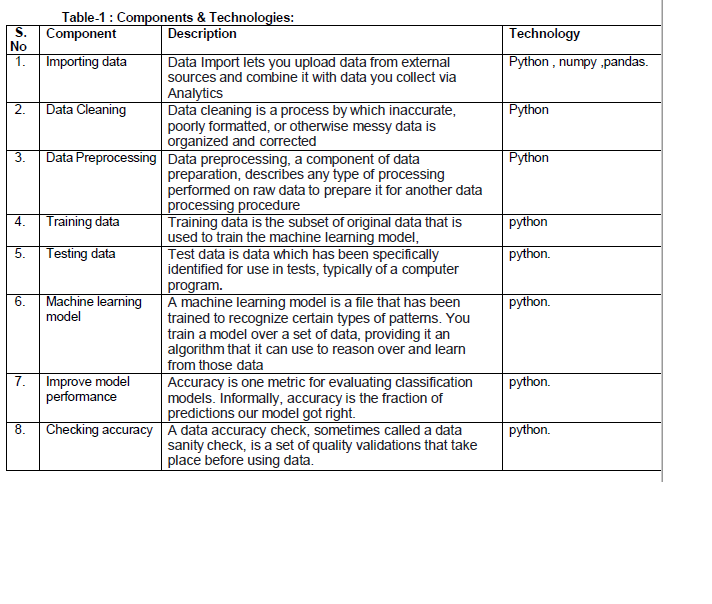 Table-1 : Components & Technologies:
S. No Component Description Technology
1. Importing data Data Import lets you upload data from external Python , numpy ,pandas.
sources and combine it with data you collect via
Analytics
2. Data Cleaning Data cleaning is a process by which inaccurate, Python
poorly formatted, or otherwise messy data is
organized and corrected
3. Data Preprocessing Data preprocessing, a component of data Python
preparation, describes any type of processing
performed on raw data to prepare it for another data
processing procedure
4. Training data Training data is the subset of original data that is python
used to train the machine learning model,
5. Testing data Test data is data which has been specifically python.
identified for use in tests, typically of a computer
program.
6. Machine learning A machine learning model is a file that has been python.
model trained to recognize certain types of patterns. You
train a model over a set of data, providing it an
algorithm that it can use to reason over and learn
from those data
7. Improve model Accuracy is one metric for evaluating classification python.
performance models. Informally, accuracy is the fraction of
predictions our model got right.
8. Checking accuracy A data accuracy check, sometimes called a data python.
sanity check, is a set of quality validations that take
place before using data.